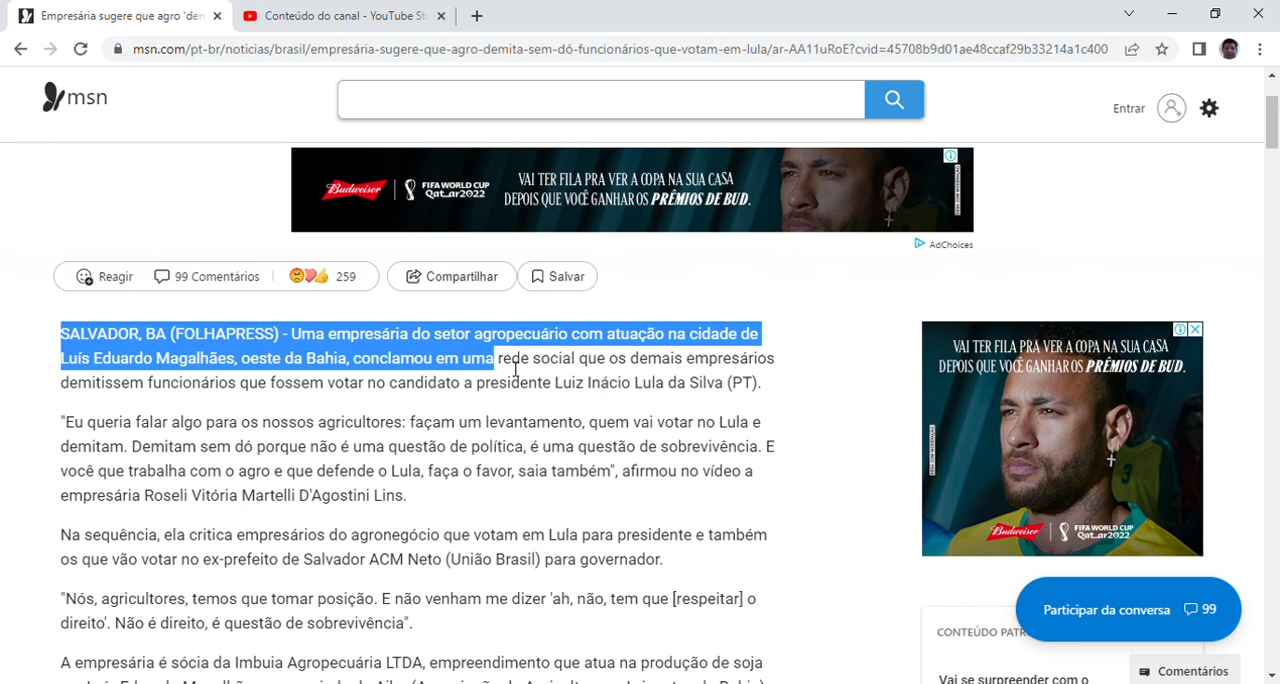 Empresária sugere que agro 'den
Conteúdo do canal - YouTube St
msn.com/pt-br/noticias/brasil/empresária-sugere-que-agro-demita-sem-dó-funcionários-que-votam-em-lula/ar-AA11uRoE?cvid=45708b9d01ae48ccaf29b33214a1c400
msn
Entrar
Budweiser
FIFA WORLD CUP
Qatar2022
VAI TER FILA PRA VER A COPA NA SUA CASA
DEPOIS QUE VOCÊ GANHAR OS PRÊMIOS DE BUD.
AdChoices
Reagir
99 Comentários
259
Compartilhar
Salvar
SALVADOR, BA (FOLHAPRESS) - Uma empresária do setor agropecuário com atuação na cidade de
Luís Eduardo Magalhães, oeste da Bahia, conclamou em uma rede social que os demais empresários
demitissem funcionários que fossem votar no candidato a presidente Luiz Inácio Lula da Silva (PT).
"Eu queria falar algo para os nossos agricultores: façam um levantamento, quem vai votar no Lula e
demitam. Demitam sem dó porque não é uma questão de política, é uma questão de sobrevivência. E
você que trabalha com o agro e que defende o Lula, faça o favor, saia também", afirmou no vídeo a
empresária Roseli Vitória Martelli D'Agostini Lins.
Na sequência, ela critica empresários do agronegócio que votam em Lula para presidente e também
os que vão votar no ex-prefeito de Salvador ACM Neto (União Brasil) para governador.
"Nós, agricultores, temos que tomar posição. E não venham me dizer 'ah, não, tem que [respeitar] o
direito'. Não é direito, é questão de sobrevivência".
A empresária é sócia da Imbuia Agropecuária LTDA, empreendimento que atua na produção de soja
VAI TER FILA PRA VER A COPA NA SUA CASA
DEPOIS QUE VOCÊ GANHAR OS PRÊMIOS DE BUD.
Budweiser
FIFA WORLD CUP
Qatar2022
Participar da conversa
99
CONTEÚDO PATR
Vai se surpreender com o
Comentários